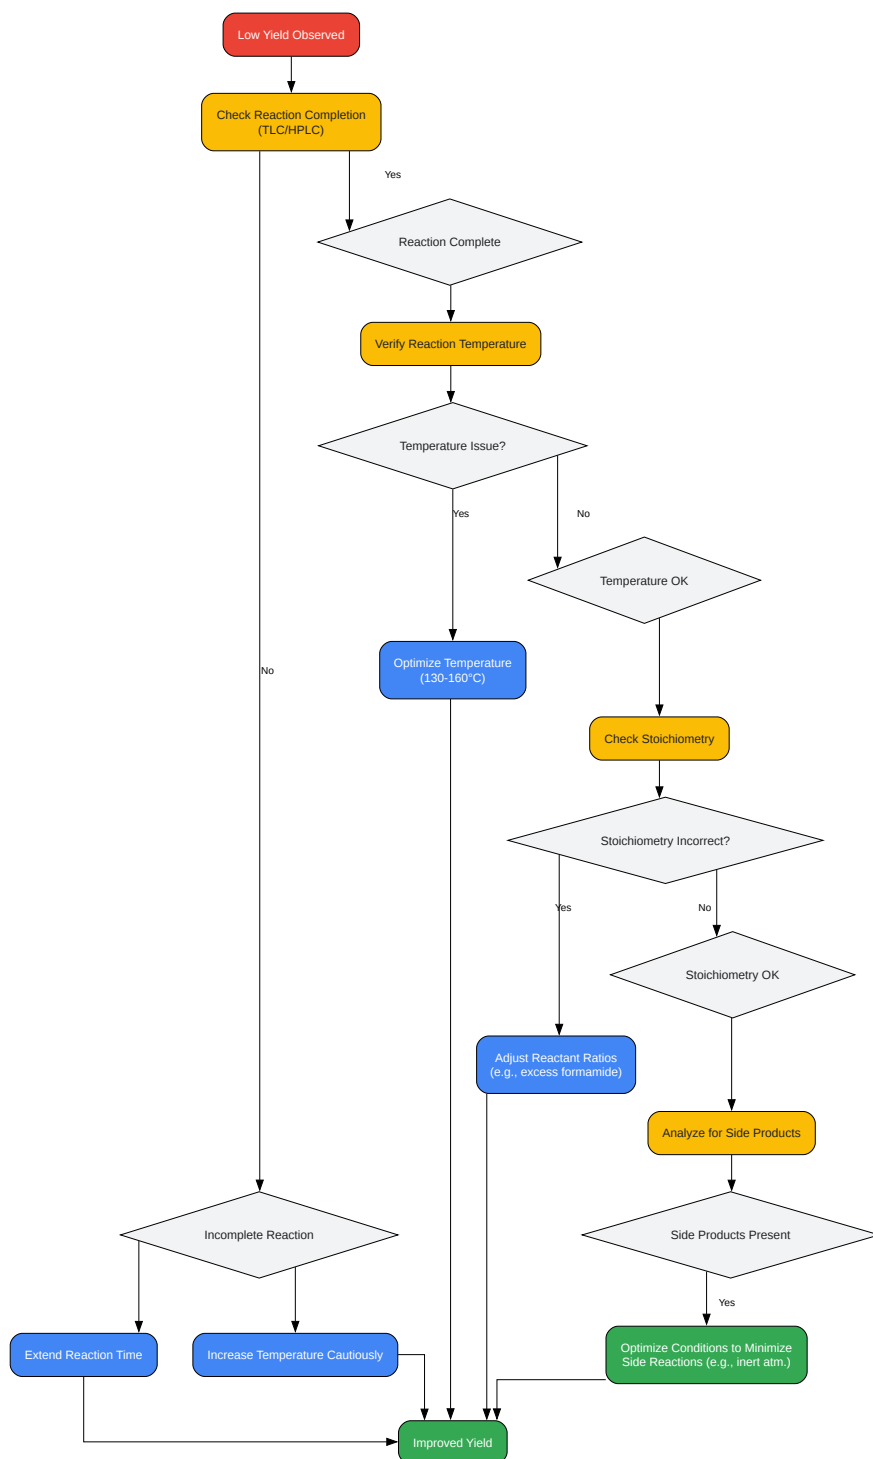 Low Yield Observed
Check Reaction Completion
(TLC/HPLC)
Yes
Reaction Complete
Verify Reaction Temperature
Temperature Issue?
Yes
No
Temperature OK
Optimize Temperature
(130-160°C)
No
Check Stoichiometry
Stoichiometry Incorrect?
Yes
No
Stoichiometry OK
Adjust Reactant Ratios
(e.g., excess formamide)
Analyze for Side Products
Incomplete Reaction
Side Products Present
Yes
Extend Reaction Time
Increase Temperature Cautiously
Optimize Conditions to Minimize
Side Reactions (e.g., inert atm.)
Improved Yield